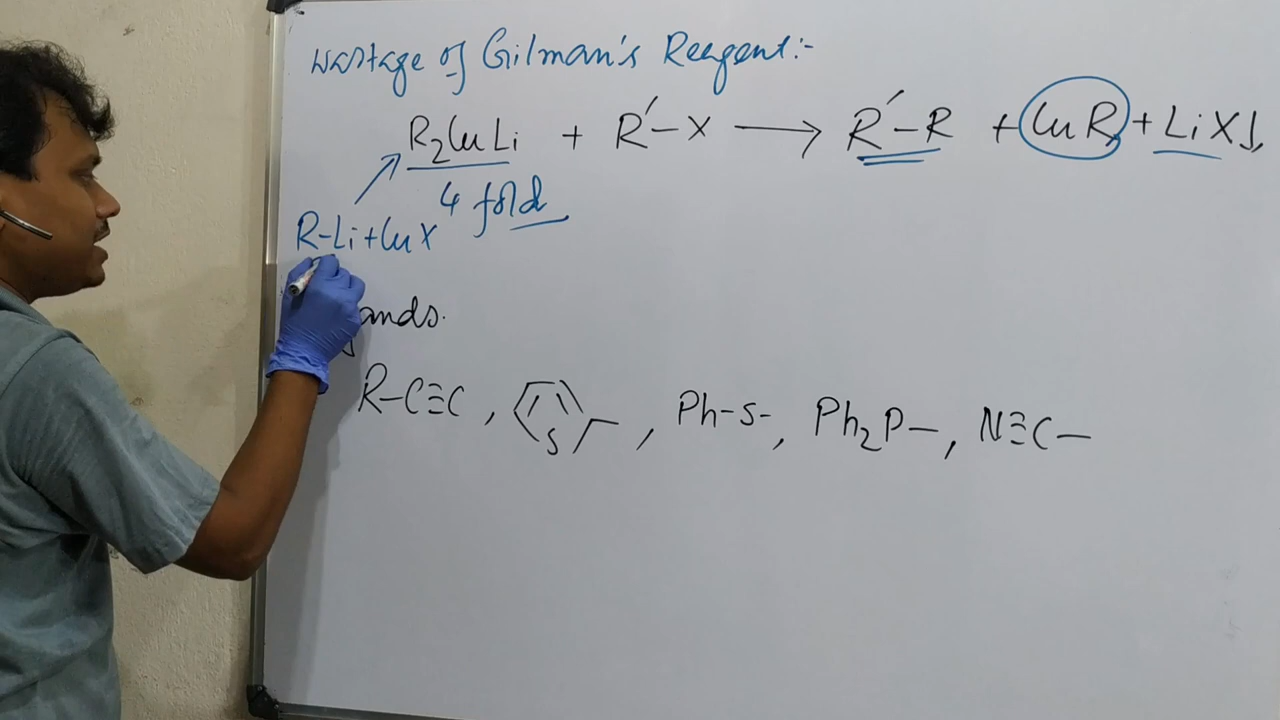 Wastage of Gilman's Reagent:-
R₂CuLi + R′–X ⟶ R′–R + CuR + LiX↓
4 fold
R-Li+CuX
ands.
R–C≡C, S, Ph-S-, Ph₂P–, N≡C–